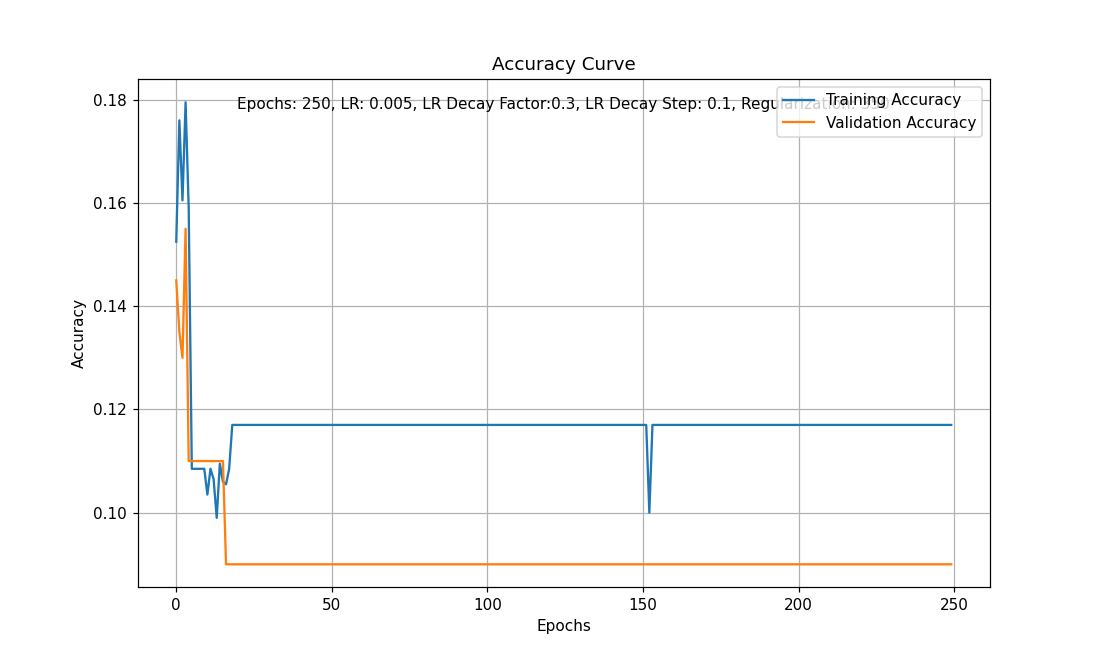 Accuracy Curve
Epochs: 250, LR: 0.005, LR Decay Factor:0.3, LR Decay Step: 0.1, Regularization:
Training Accuracy
Validation Accuracy
0.18
0.16
0.14
0.12
0.10
Accuracy
0
50
100
150
200
250
Epochs